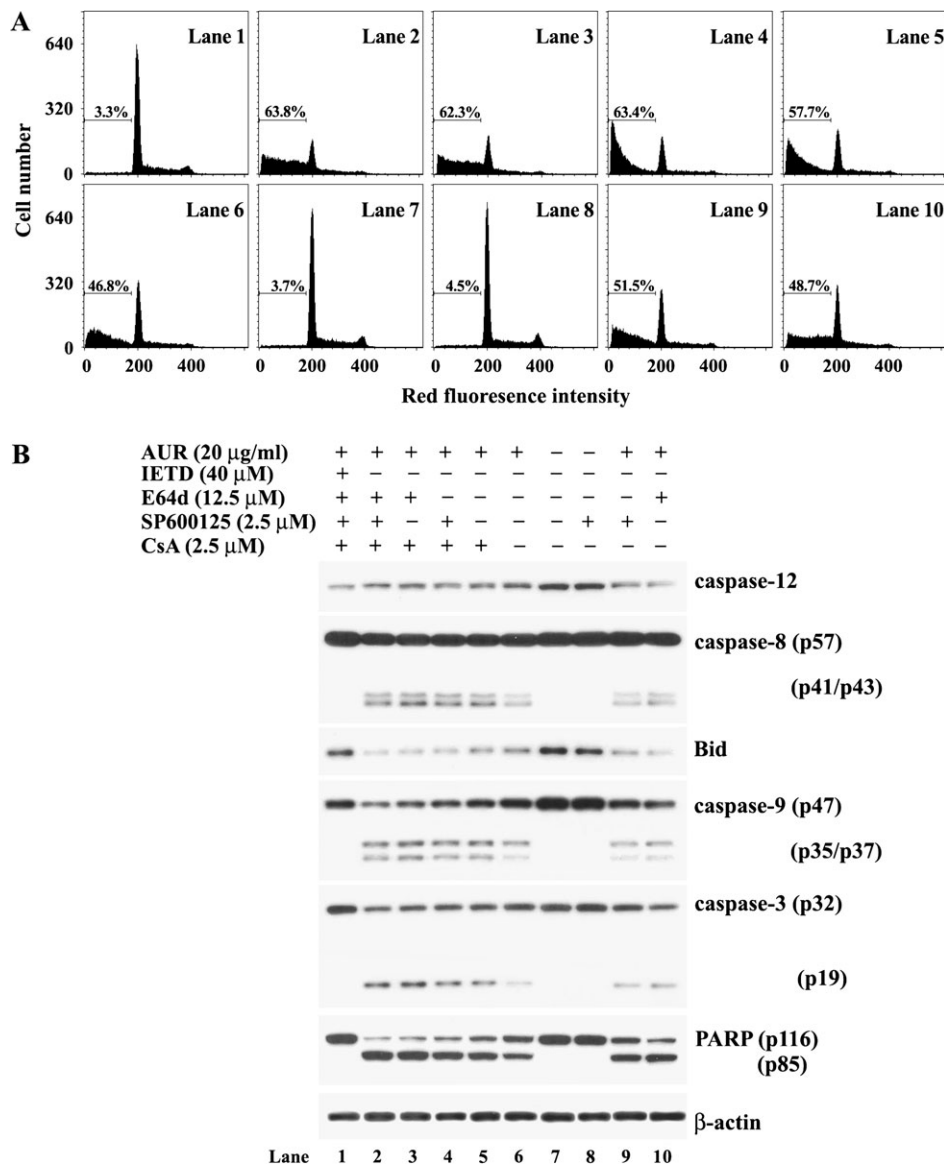 A
Lane 1 Lane 2 Lane 3 Lane 4 Lane 5
640
320
0
3.3% 63.8% 62.3% 63.4% 57.7%
Cell number
Lane 6 Lane 7 Lane 8 Lane 9 Lane 10
640
320
0
46.8% 3.7% 4.5% 51.5% 48.7%
0 200 400 0 200 400 0 200 400 0 200 400 0 200 400
Red fluoresence intensity
B
AUR (20 μg/ml) + + + + + + − − + +
IETD (40 μM) + − − − − − − − − −
E64d (12.5 μM) + + + − − − − − − +
SP600125 (2.5 μM) + + − + − − − + + −
CsA (2.5 μM) + + + + + − − − − −
caspase-12
caspase-8 (p57)
(p41/p43)
Bid
caspase-9 (p47)
(p35/p37)
caspase-3 (p32)
(p19)
PARP (p116)
(p85)
β-actin
Lane 1 2 3 4 5 6 7 8 9 10